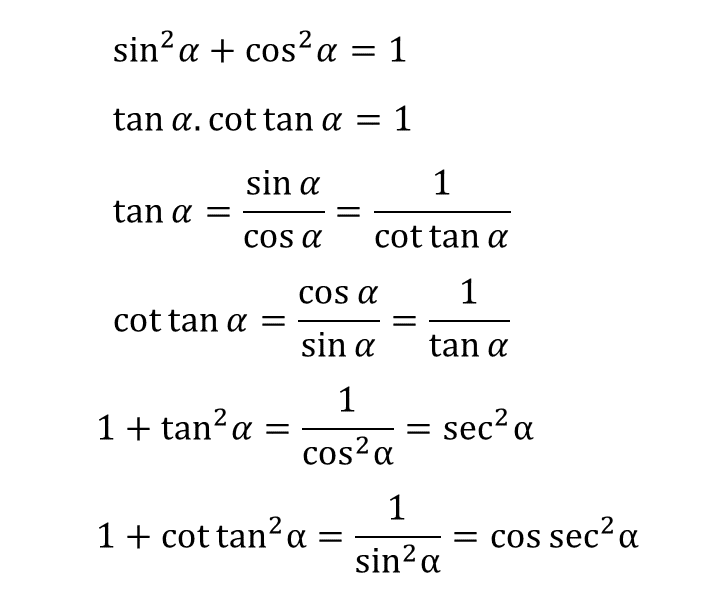 sin²α + cos²α = 1
tan α. cot tan α = 1
tan α = sin α / cos α = 1 / cot tan α
cot tan α = cos α / sin α = 1 / tan α
1 + tan²α = 1 / cos²α = sec²α
1 + cot tan²α = 1 / sin²α = cos sec²α